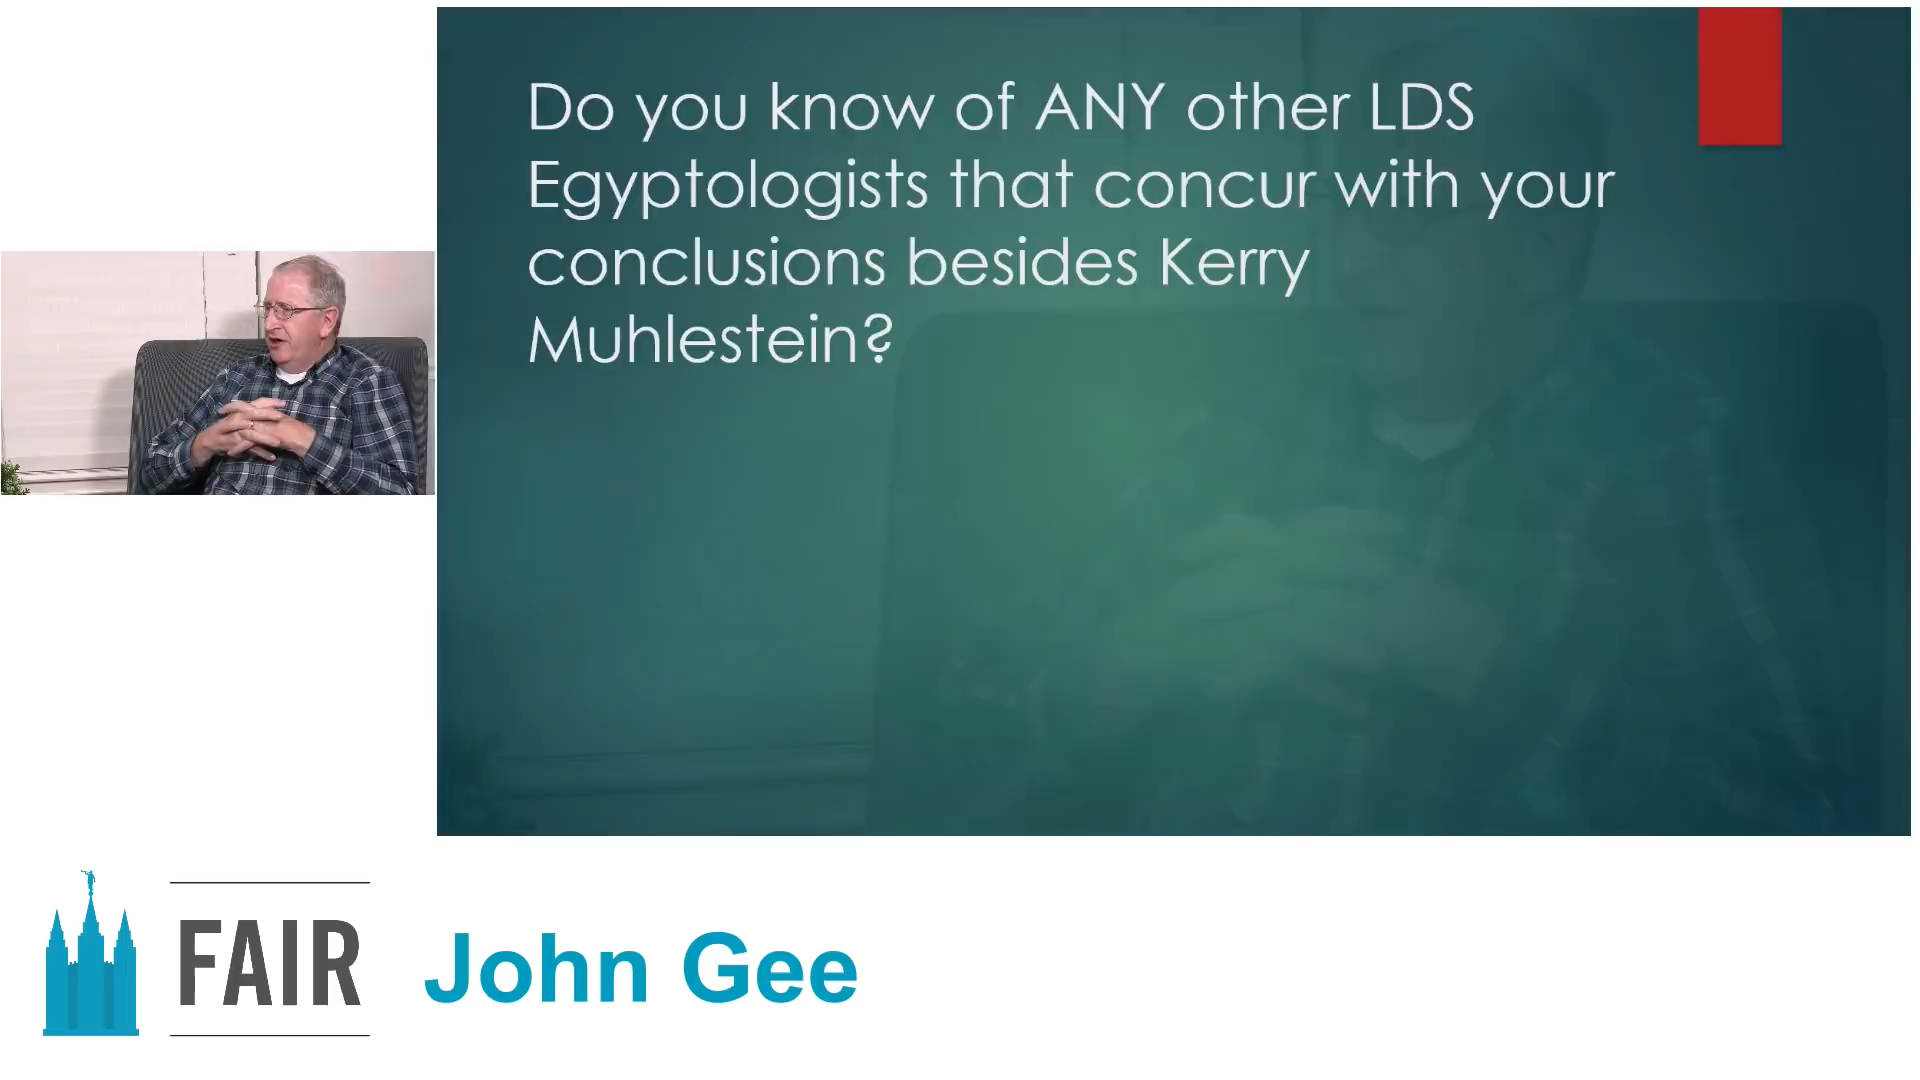 Do you know of ANY other LDS
Egyptologists that concur with your
conclusions besides Kerry
Muhlestein?
FAIR
John Gee